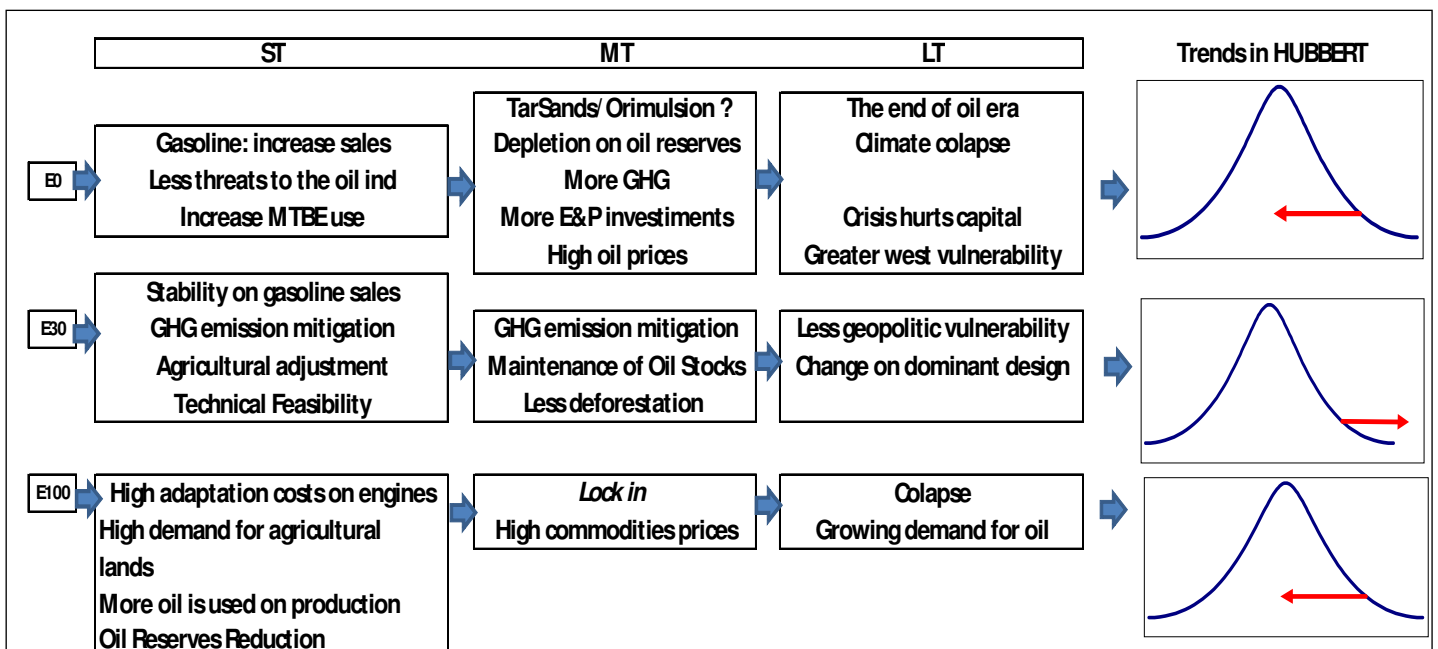 ST
MT
LT
Trends in HUBBERT
E0
Gasoline: increase sales
Less threats to the oil ind
Increase MTBE use
Tar Sands/ Orimulsion ?
Depletion on oil reserves
More GHG
More E&P investiments
High oil prices
The end of oil era
Climate colapse
Crisis hurts capital
Greater west vulnerability
E30
Stability on gasoline sales
GHG emission mitigation
Agricultural adjustment
Technical Feasibility
GHG emission mitigation
Maintenance of Oil Stocks
Less deforestation
Less geopolitic vulnerability
Change on dominant design
E100
High adaptation costs on engines
High demand for agricultural
lands
More oil is used on production
Oil Reserves Reduction
Lock in
High commodities prices
Colapse
Growing demand for oil